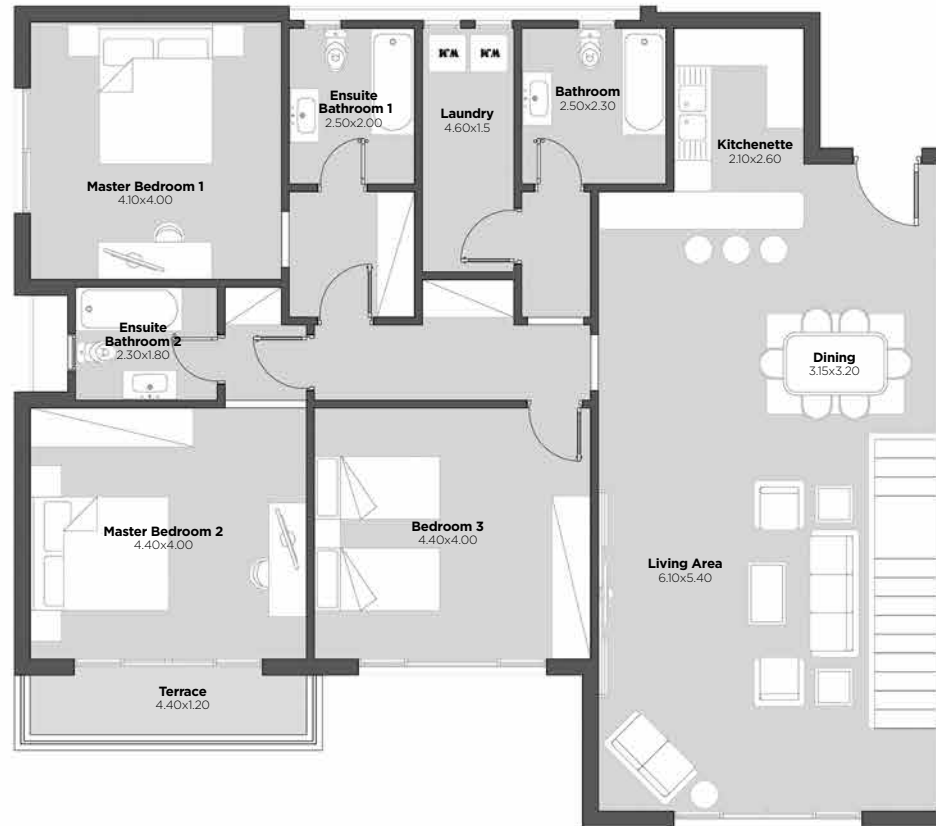 Ensuite
Bathroom 1
2.50x2.00
Laundry
4.60x1.5
Bathroom
2.50x2.30
Kitchenette
2.10x2.60
Master Bedroom 1
4.10x4.00
Ensuite
Bathroom 2
2.30x1.80
Dining
3.15x3.20
Master Bedroom 2
4.40x4.00
Bedroom 3
4.40x4.00
Living Area
6.10x5.40
Terrace
4.40x1.20